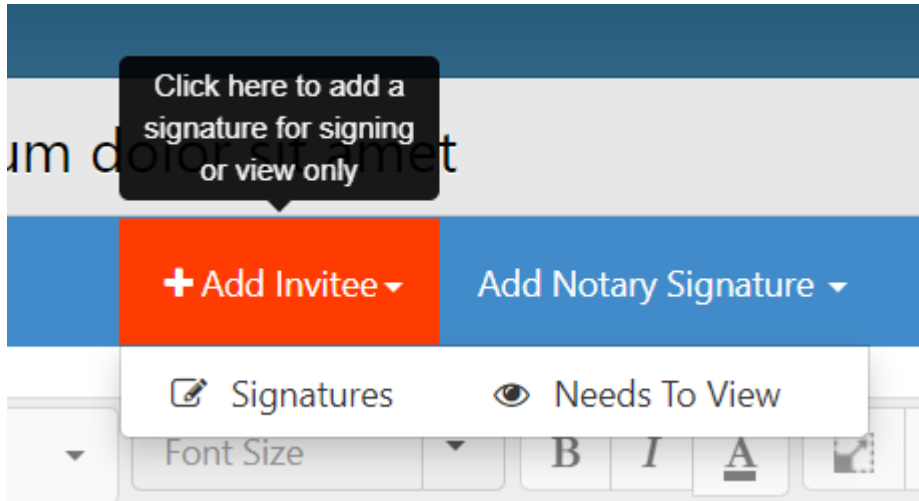 Click here to add a
signature for signing
or view only
um dolor sit amet
+ Add Invitee
Add Notary Signature
Signatures
Needs To View
Font Size
B I A